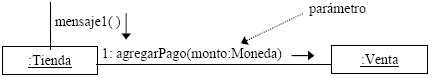 parámetro
mensaje1( )
1: agregarPago(monto:Moneda)
:Tienda
:Venta